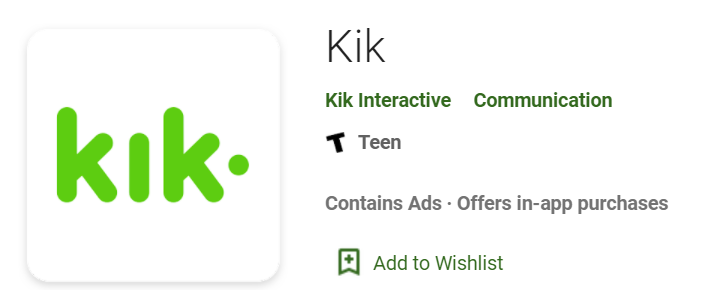 kik.
Kik
Kik Interactive Communication
T Teen
Contains Ads · Offers in-app purchases
Add to Wishlist